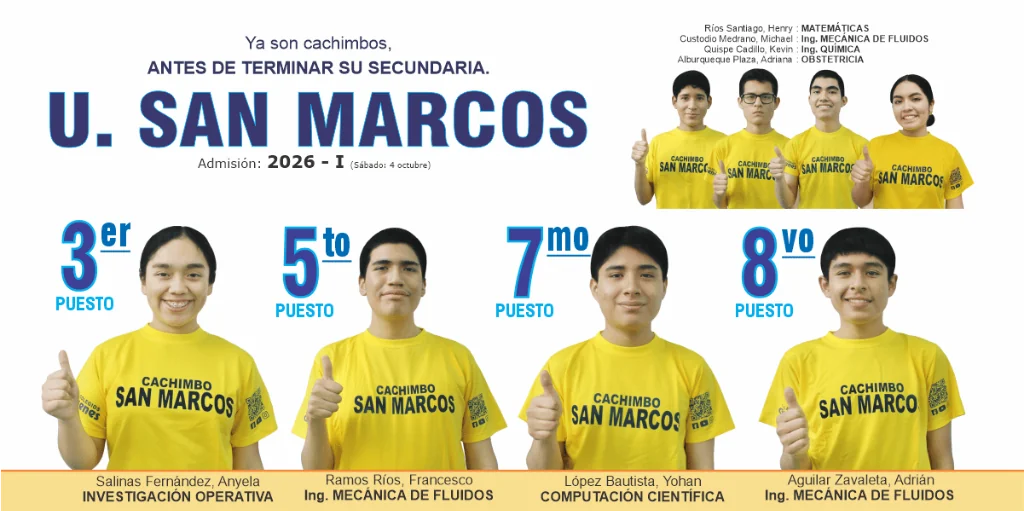 Ya son cachimbos,
ANTES DE TERMINAR SU SECUNDARIA.
U. SAN MARCOS
Admisión: 2026 - I (Sábado: 4 octubre)
Ríos Santiago, Henry : MATEMÁTICAS
Custodio Medrano, Michael : Ing. MECÁNICA DE FLUIDOS
Quispe Cadillo, Kevin : Ing. QUÍMICA
Alburqueque Plaza, Adriana : OBSTETRICIA
CACHIMBO
SAN MARCOS
CACHIMBO
SAN MARCOS
CACHIMBO
SAN MARCOS
CACHIMBO
SAN MARCOS
3er
PUESTO
5to
PUESTO
7mo
PUESTO
8vo
PUESTO
CACHIMBO
SAN MARCOS
CACHIMBO
SAN MARCOS
CACHIMBO
SAN MARCOS
CACHIMBO
SAN MARCO
Salinas Fernández, Anyela
INVESTIGACIÓN OPERATIVA
Ramos Ríos, Francesco
Ing. MECÁNICA DE FLUIDOS
López Bautista, Yohan
COMPUTACIÓN CIENTÍFICA
Aguilar Zavaleta, Adrián
Ing. MECÁNICA DE FLUIDOS